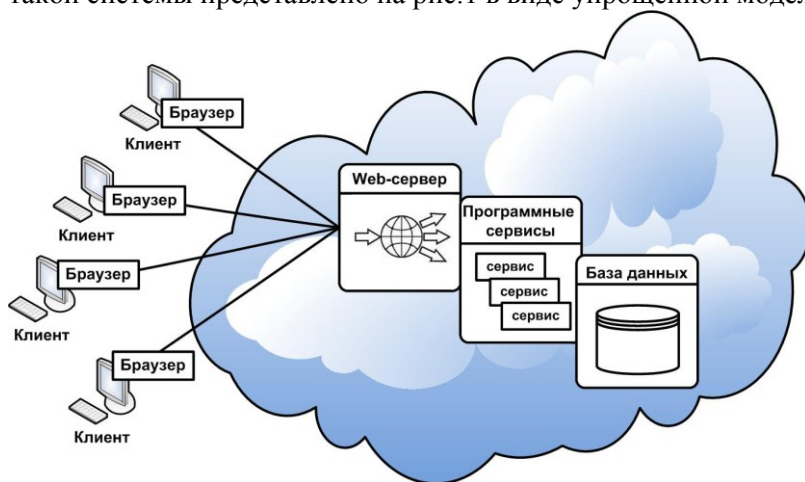 такой системы представлено на рис.1 в виде упрощенной модел
Браузер
Клиент
Браузер
Клиент
Браузер
Клиент
Браузер
Клиент
Web-сервер
Программные
сервисы
сервис
сервис
сервис
База данных